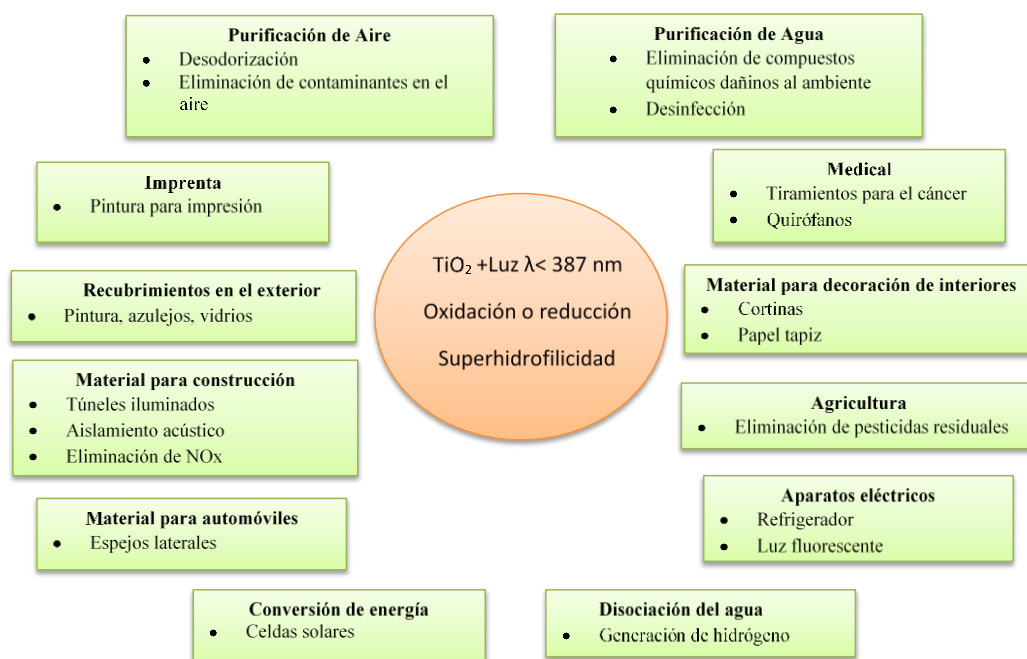 Purificación de Aire
• Desodorización
• Eliminación de contaminantes en el
aire
Purificación de Agua
• Eliminación de compuestos
químicos dañinos al ambiente
• Desinfección
Imprenta
• Pintura para impresión
Medical
• Tiramientos para el cáncer
• Quirófanos
TiO₂ +Luz λ< 387 nm
Oxidación o reducción
Superhidrofilicidad
Recubrimientos en el exterior
• Pintura, azulejos, vidrios
Material para decoración de interiores
• Cortinas
• Papel tapiz
Material para construcción
• Túneles iluminados
• Aislamiento acústico
• Eliminación de NOx
Agricultura
• Eliminación de pesticidas residuales
Material para automóviles
• Espejos laterales
Aparatos eléctricos
• Refrigerador
• Luz fluorescente
Conversión de energía
• Celdas solares
Disociación del agua
• Generación de hidrógeno